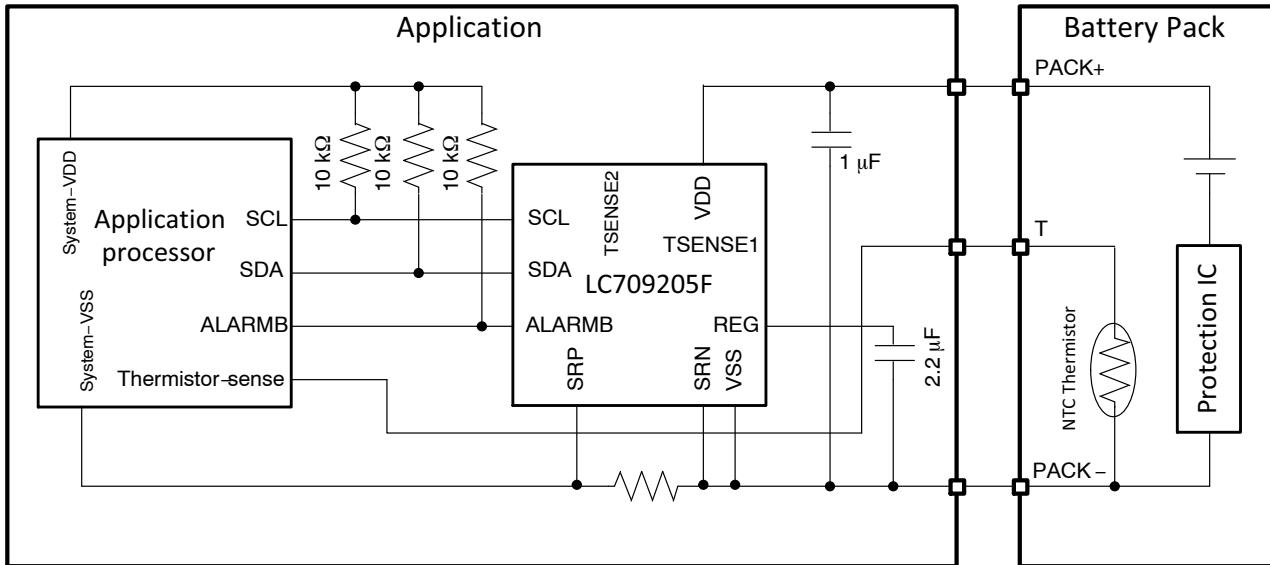 Application
Battery Pack
PACK+
System-VDD
10 kΩ
10 kΩ
10 kΩ
1 μF
Application
processor
SCL
SDA
ALARMB
Thermistor-sense
System-VSS
TSENSE2
VDD
SCL
TSENSE1
SDA
LC709205F
ALARMB
REG
SRP
SRN
VSS
2.2 μF
T
NTC Thermistor
Protection IC
PACK -